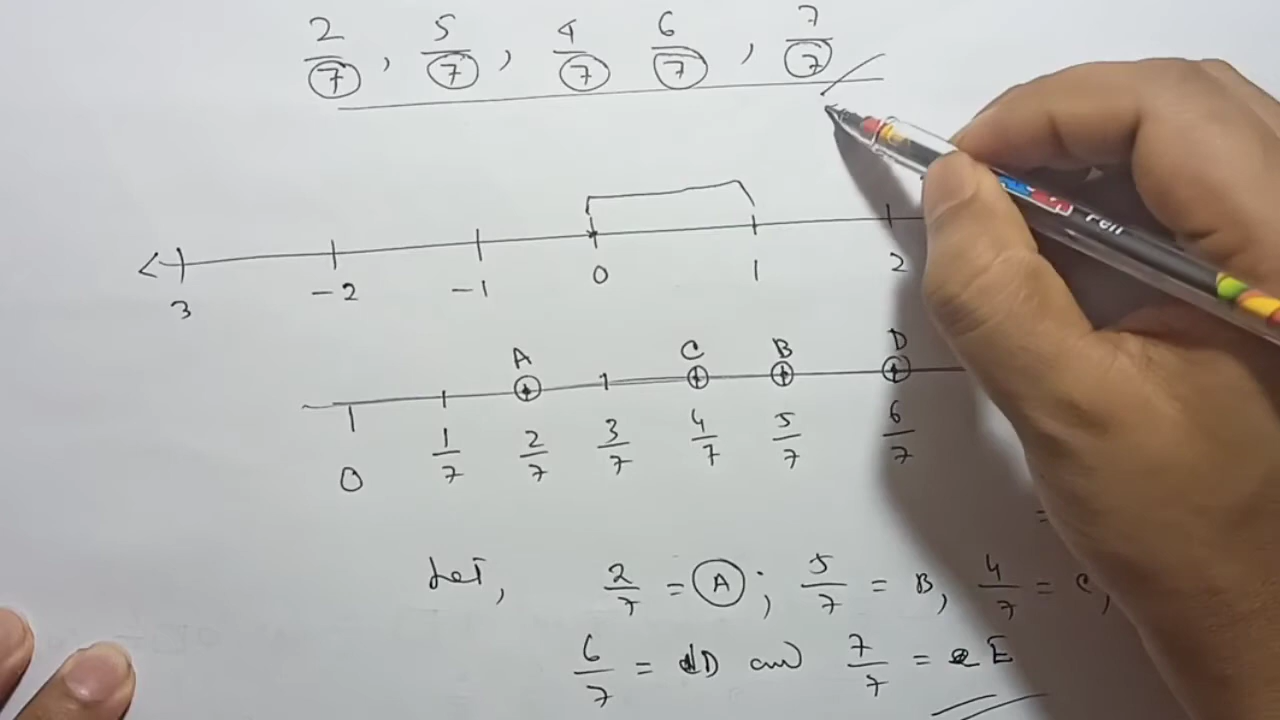 2/7, 5/7, 4/7 6/7, 7/7
3 -2 -1 0 1 2
A C B D
0 1/7 2/7 3/7 4/7 5/7 6/7
=
Let, 2/7 = A; 5/7 = B, 4/7 = C,
6/7 = D and 7/7 = E
Pen